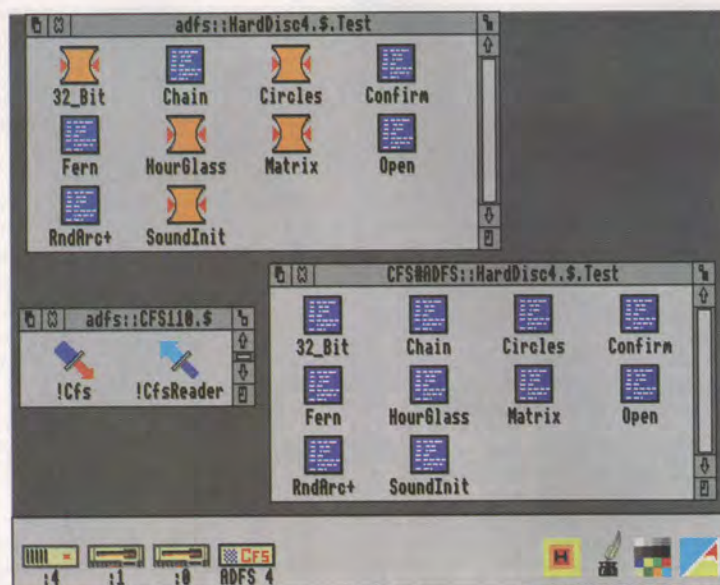 adfs::HardDisc4.$.Test
32_Bit Chain Circles Confirm
Fern HourGlass Matrix Open
RndArc+ SoundInit
CFS#ADFS::HardDisc4.$.Test
32_Bit Chain Circles Confirm
Fern HourGlass Matrix Open
RndArc+ SoundInit
adfs::CFS110.$
!Cfs !CfsReader
CFS
:4 :1 :0 ADFS 4
H